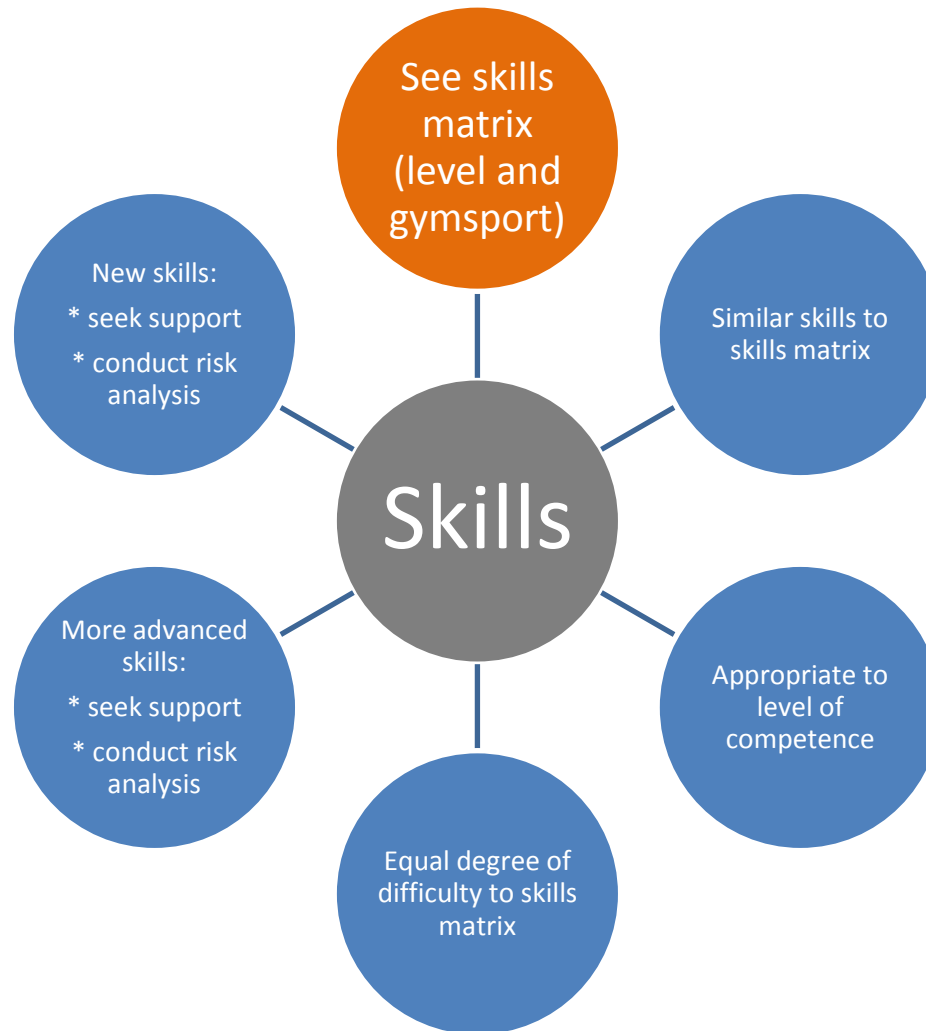 See skills
matrix
(level and
gymsport)
Similar skills to
skills matrix
Appropriate to
level of
competence
Equal degree of
difficulty to skills
matrix
More advanced
skills:
* seek support
* conduct risk
analysis
New skills:
* seek support
* conduct risk
analysis
Skills